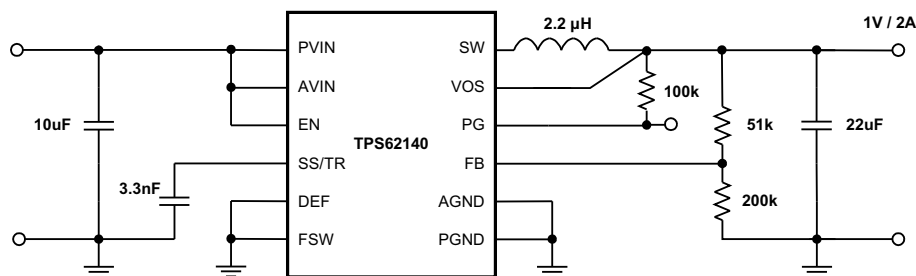 2.2 µH
1V / 2A
PVIN
SW
AVIN
VOS
100k
10uF
EN
PG
51k
22uF
TPS62140
SS/TR
FB
3.3nF
DEF
AGND
200k
FSW
PGND